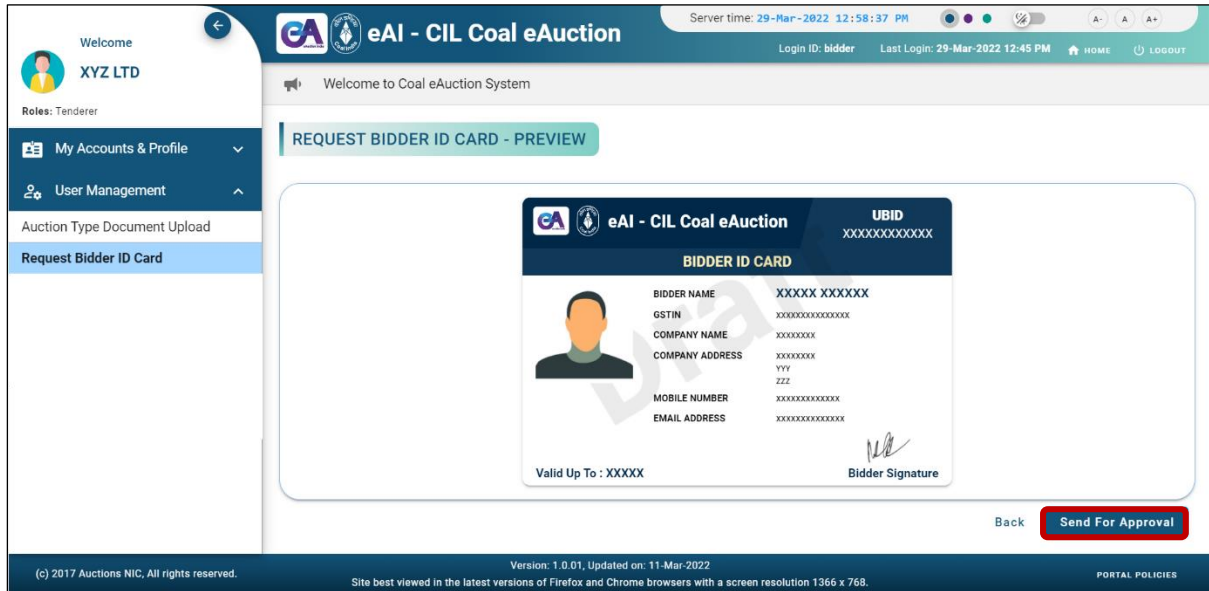 Welcome
XYZ LTD
Roles: Tenderer
My Accounts & Profile
User Management
Auction Type Document Upload
Request Bidder ID Card
eAI - CIL Coal eAuction
Server time: 29-Mar-2022 12:58:37 PM
A- A A+
Login ID: bidder Last Login: 29-Mar-2022 12:45 PM HOME LOGOUT
Welcome to Coal eAuction System
REQUEST BIDDER ID CARD - PREVIEW
eAI - CIL Coal eAuction
UBID
XXXXXXXXXXXX
BIDDER ID CARD
Draft
BIDDER NAME XXXXX XXXXXX
GSTIN xxxxxxxxxxxxxxx
COMPANY NAME xxxxxxxx
COMPANY ADDRESS xxxxxxxx
YYY
ZZZ
MOBILE NUMBER xxxxxxxxxxxxx
EMAIL ADDRESS xxxxxxxxxxxxxx
Valid Up To : XXXXX Bidder Signature
Back Send For Approval
(c) 2017 Auctions NIC, All rights reserved.
Version: 1.0.01, Updated on: 11-Mar-2022
Site best viewed in the latest versions of Firefox and Chrome browsers with a screen resolution 1366 x 768.
PORTAL POLICIES